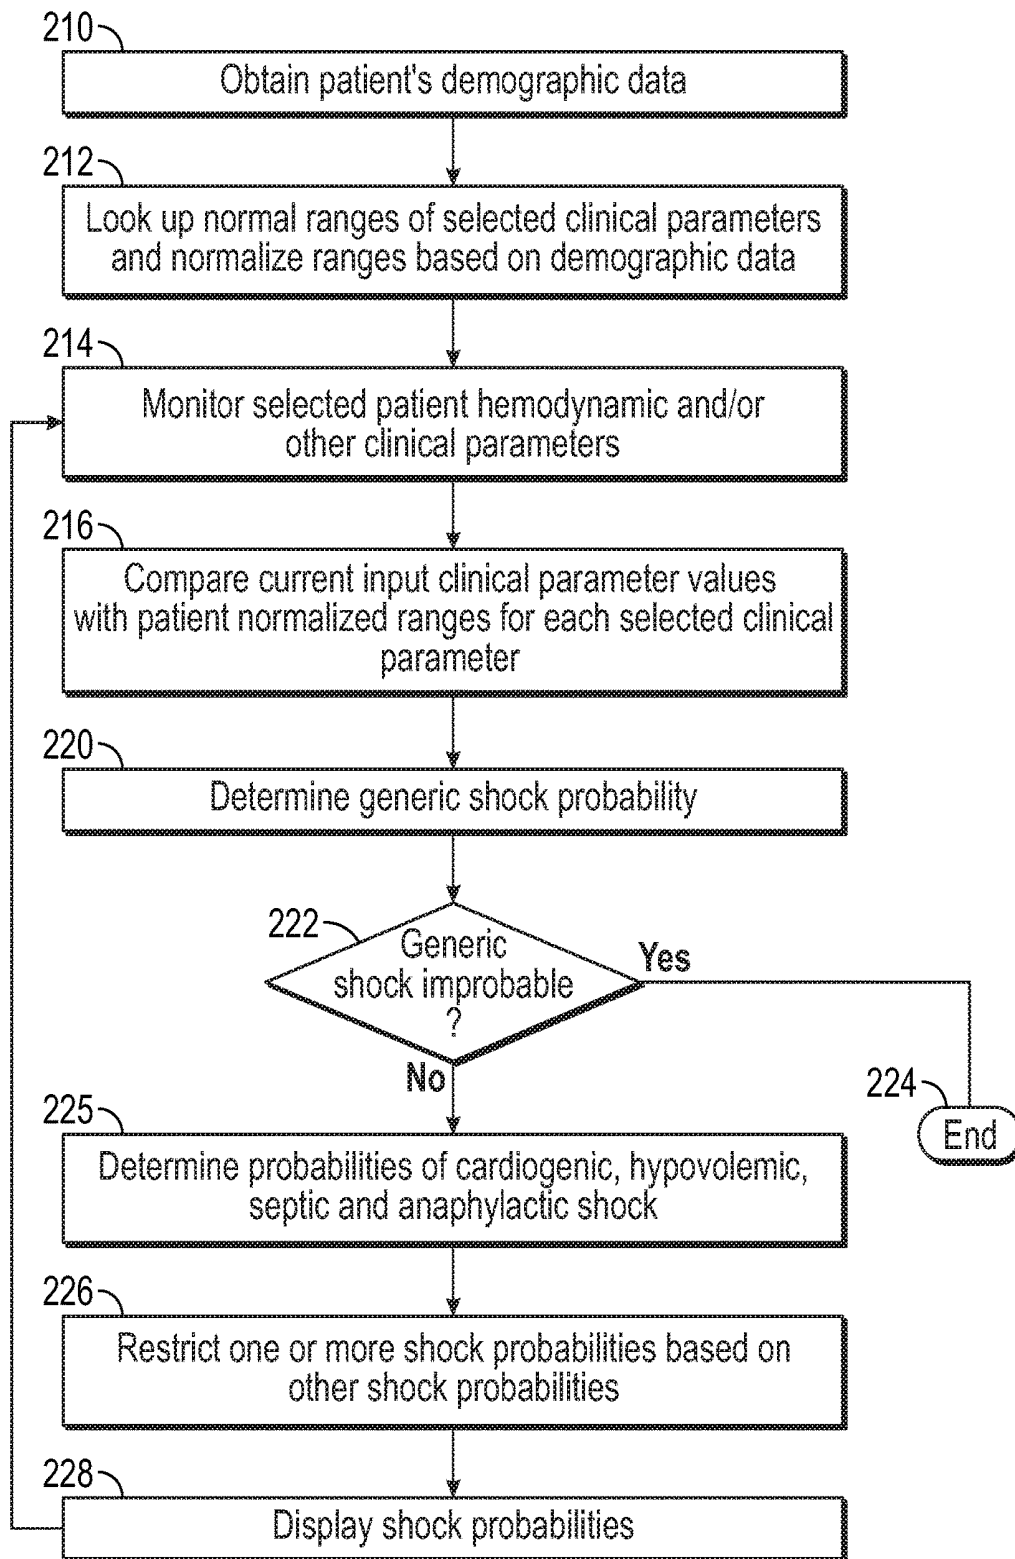 210
Obtain patient's demographic data
212
Look up normal ranges of selected clinical parameters
and normalize ranges based on demographic data
214
Monitor selected patient hemodynamic and/or
other clinical parameters
216
Compare current input clinical parameter values
with patient normalized ranges for each selected clinical
parameter
220
Determine generic shock probability
222
Generic
shock improbable
?
Yes
No
224
End
225
Determine probabilities of cardiogenic, hypovolemic,
septic and anaphylactic shock
226
Restrict one or more shock probabilities based on
other shock probabilities
228
Display shock probabilities